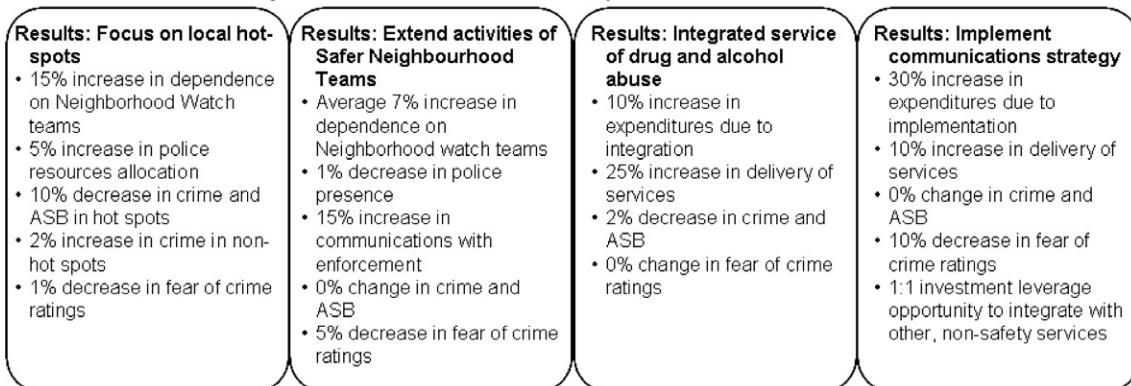 Results: Focus on local hot-
spots
• 15% increase in dependence
on Neighborhood Watch
teams
• 5% increase in police
resources allocation
• 10% decrease in crime and
ASB in hot spots
• 2% increase in crime in non-
hot spots
• 1% decrease in fear of crime
ratings
Results: Extend activities of
Safer Neighbourhood
Teams
• Average 7% increase in
dependence on
Neighborhood watch teams
• 1% decrease in police
presence
• 15% increase in
communications with
enforcement
• 0% change in crime and
ASB
• 5% decrease in fear of crime
ratings
Results: Integrated service
of drug and alcohol
abuse
• 10% increase in
expenditures due to
integration
• 25% increase in delivery of
services
• 2% decrease in crime and
ASB
• 0% change in fear of crime
ratings
Results: Implement
communications strategy
• 30% increase in
expenditures due to
implementation
• 10% increase in delivery of
services
• 0% change in crime and
ASB
• 10% decrease in fear of
crime ratings
• 1:1 investment leverage
opportunity to integrate with
other, non-safety services